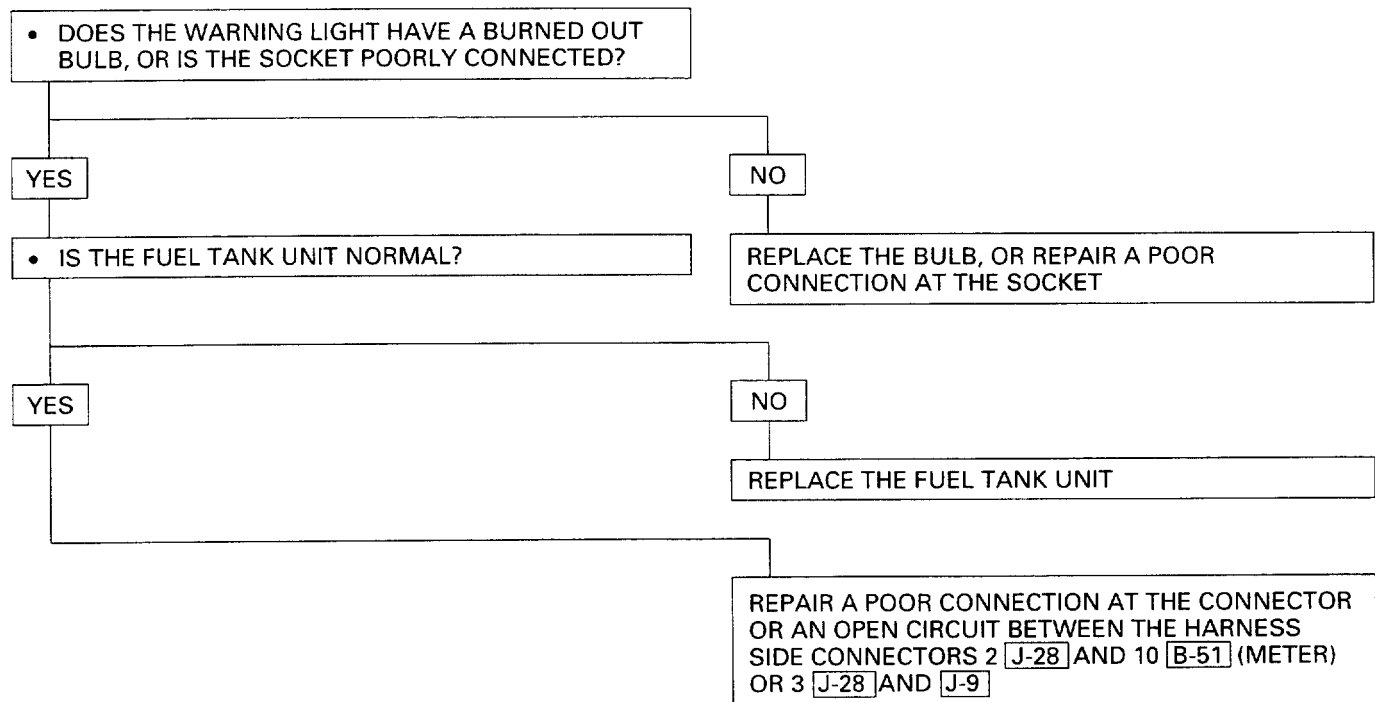 • DOES THE WARNING LIGHT HAVE A BURNED OUT
BULB, OR IS THE SOCKET POORLY CONNECTED?
YES
NO
• IS THE FUEL TANK UNIT NORMAL?
REPLACE THE BULB, OR REPAIR A POOR
CONNECTION AT THE SOCKET
YES
NO
REPLACE THE FUEL TANK UNIT
REPAIR A POOR CONNECTION AT THE CONNECTOR
OR AN OPEN CIRCUIT BETWEEN THE HARNESS
SIDE CONNECTORS 2 J-28 AND 10 B-51 (METER)
OR 3 J-28 AND J-9